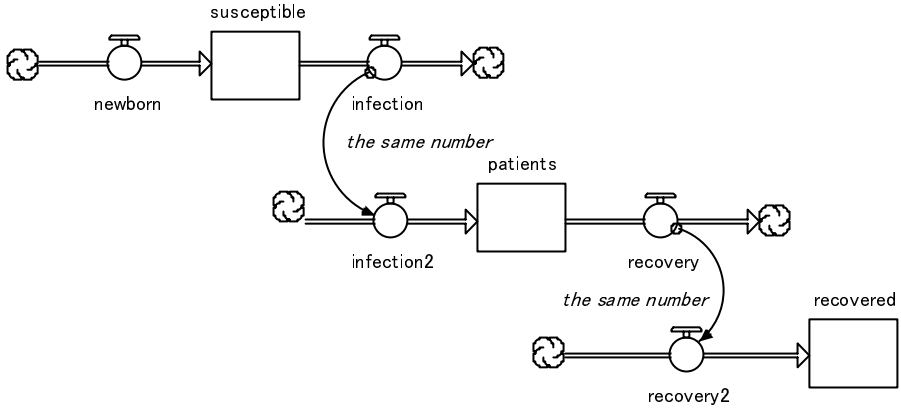 susceptible
newborn
infection
the same number
patients
infection2
recovery
the same number
recovered
recovery2